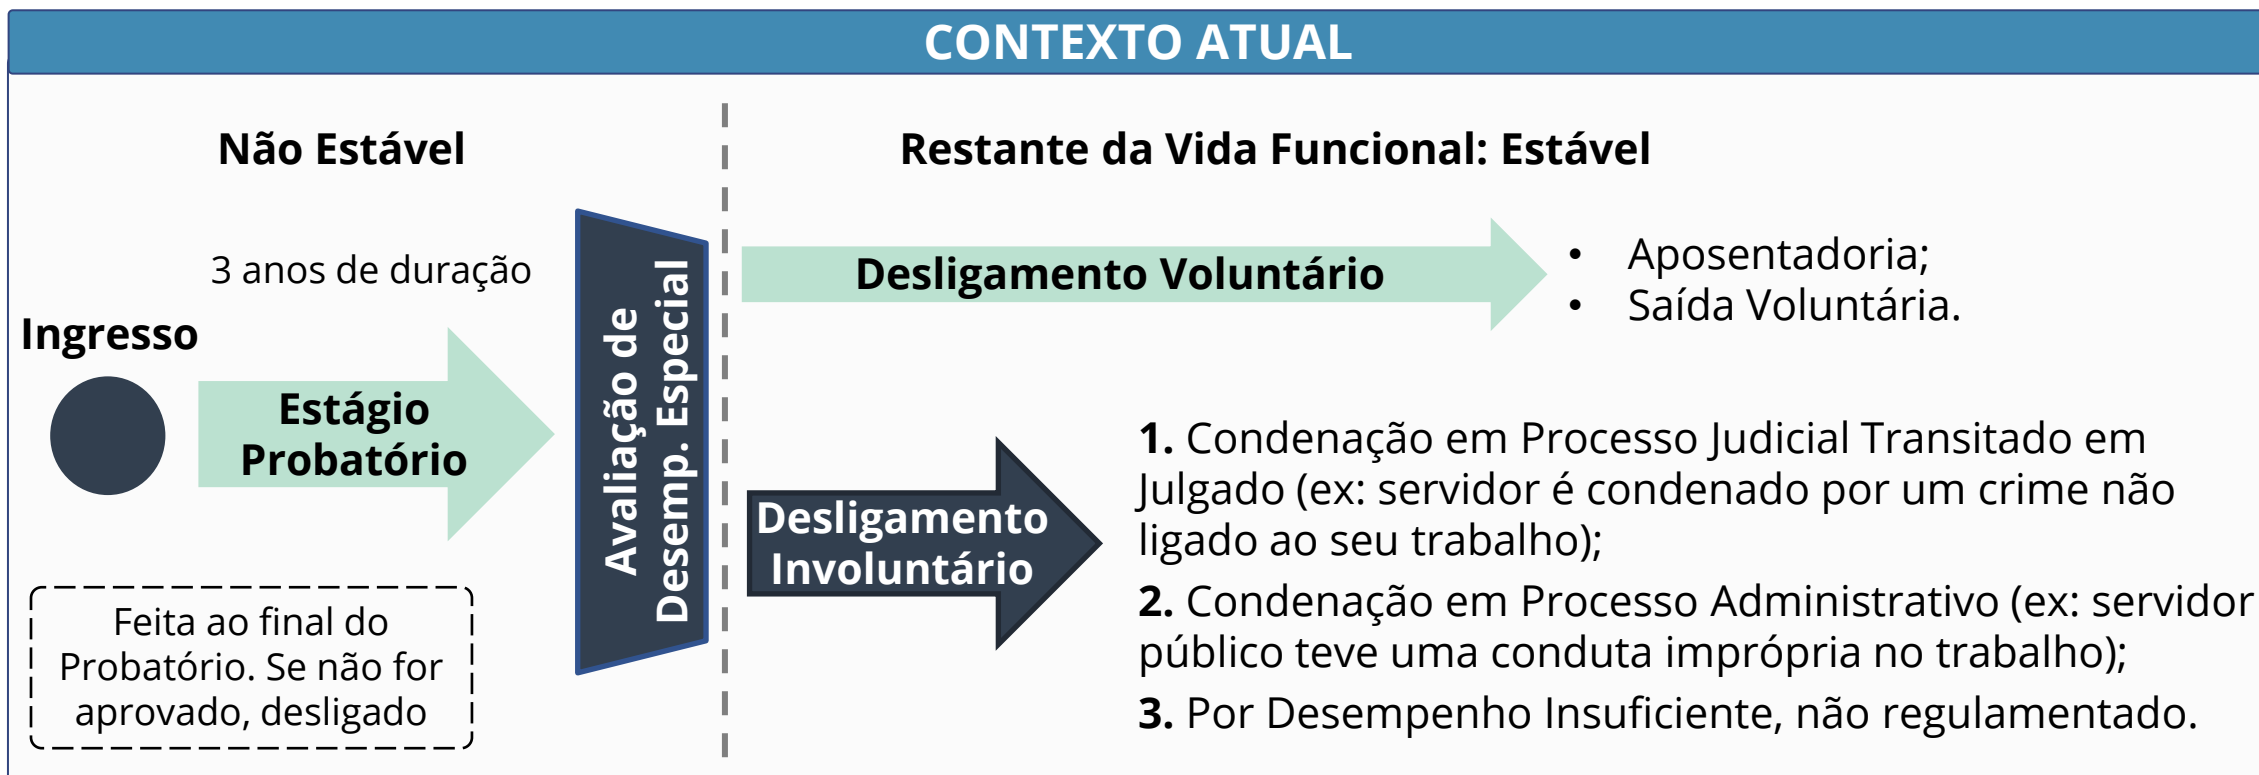 CONTEXTO ATUAL
Não Estável
3 anos de duração
Ingresso
Estágio
Probatório
Feita ao final do
Probatório. Se não for
aprovado, desligado
Avaliação de
Desemp. Especial
Restante da Vida Funcional: Estável
Desligamento Voluntário
• Aposentadoria;
• Saída Voluntária.
Desligamento
Involuntário
1. Condenação em Processo Judicial Transitado em
Julgado (ex: servidor é condenado por um crime não
ligado ao seu trabalho);
2. Condenação em Processo Administrativo (ex: servidor
público teve uma conduta imprópria no trabalho);
3. Por Desempenho Insuficiente, não regulamentado.